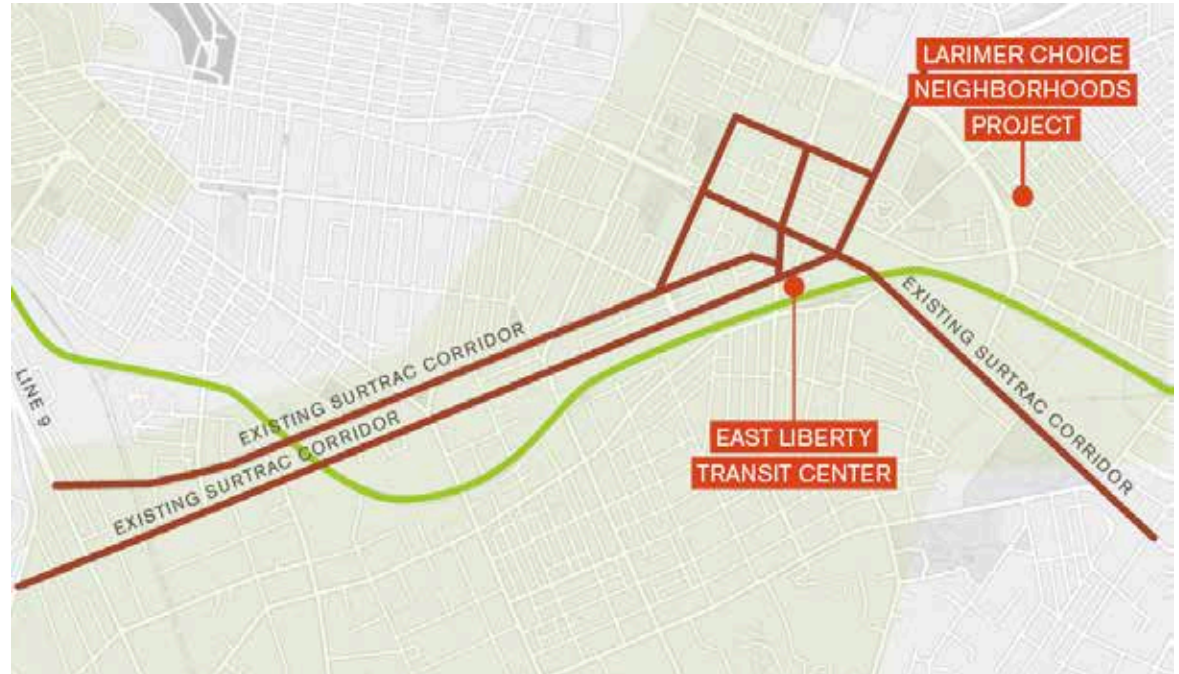 LARIMER CHOICE
NEIGHBORHOODS
PROJECT
EXISTING SURTRAC CORRIDOR
EXISTING SURTRAC CORRIDOR
EXISTING SURTRAC CORRIDOR
LINE 9
EAST LIBERTY
TRANSIT CENTER